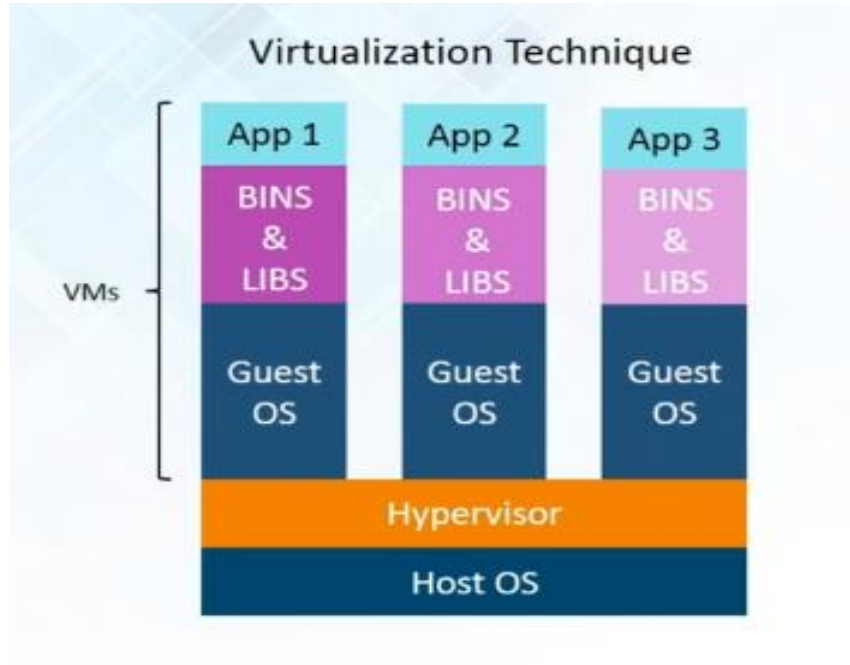 Virtualization Technique
App 1
App 2
App 3
BINS
&
LIBS
BINS
&
LIBS
BINS
&
LIBS
VMs
Guest
OS
Guest
OS
Guest
OS
Hypervisor
Host OS